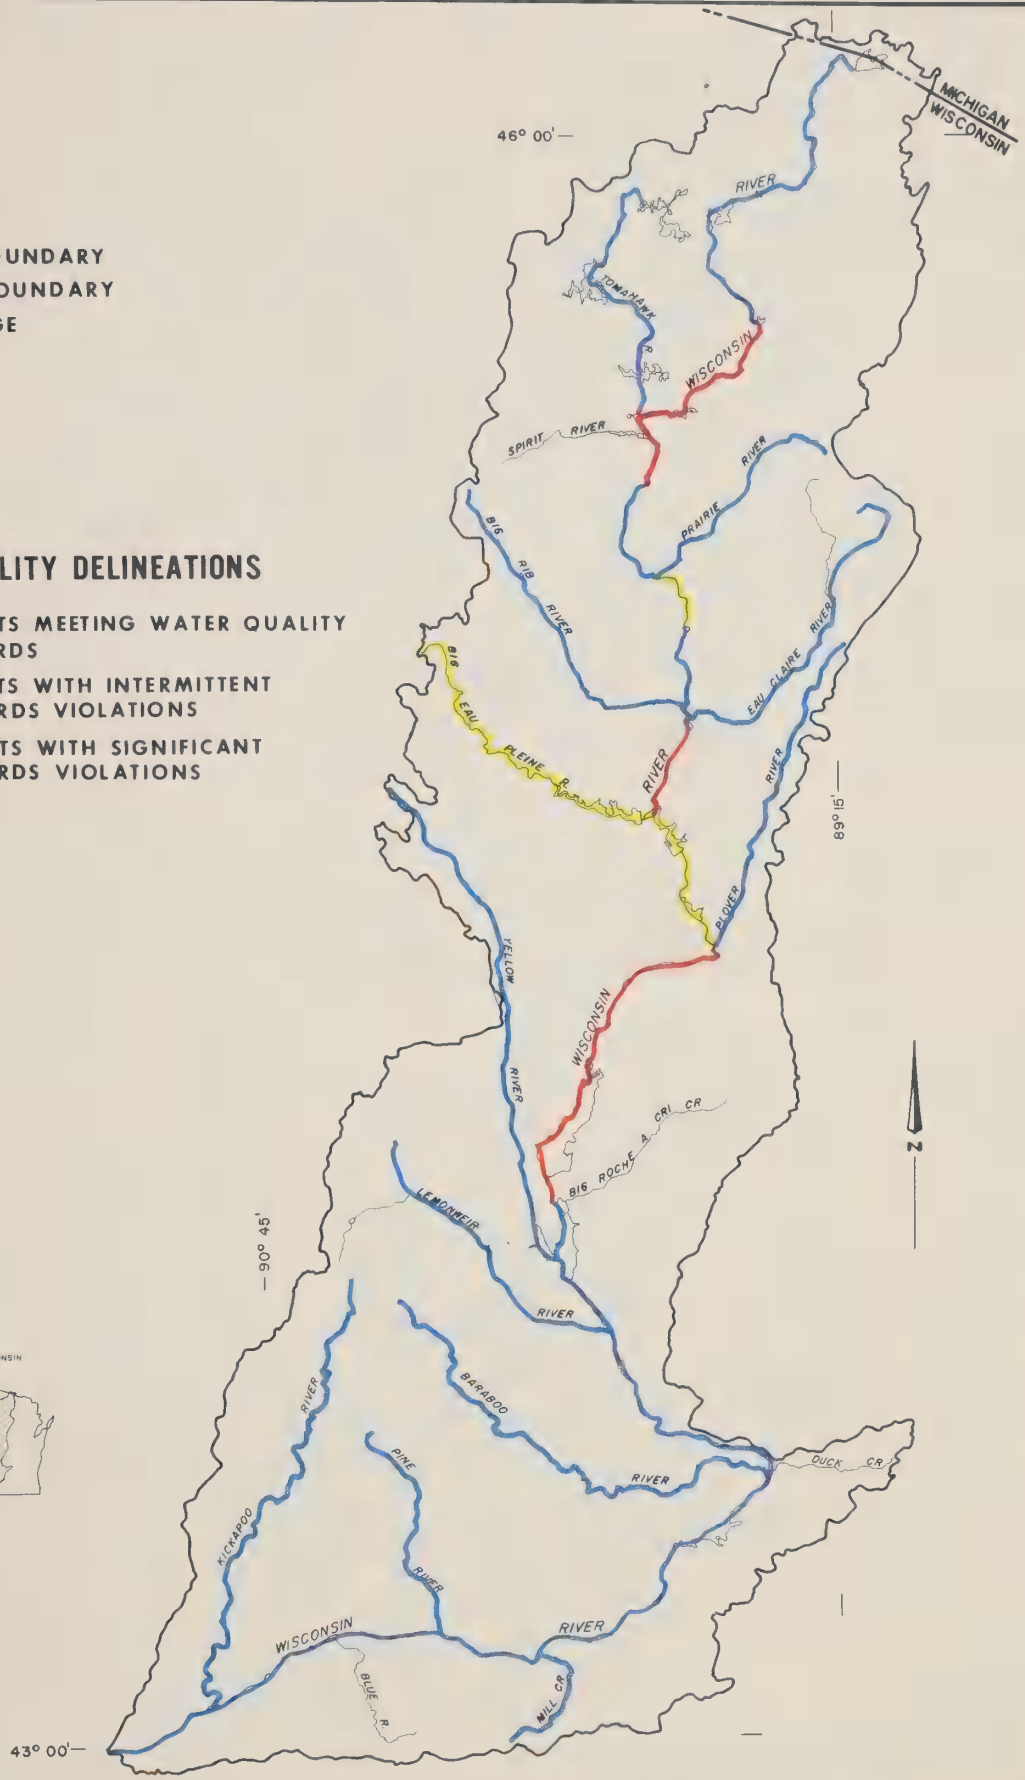 MICHIGAN
WISCONSIN
46° 00'
RIVER
UNDARY
OUNDARY
GE
TOMAHAWK
R
WISCONSIN
SPIRIT RIVER
RIVER
PRAIRIE
BIG
RIB
RIVER
LITY DELINEATIONS
TS MEETING WATER QUALITY
RDS
TS WITH INTERMITTENT
RDS VIOLATIONS
TS WITH SIGNIFICANT
RDS VIOLATIONS
EAU CLAIRE RIVER
BIG
EAU
PLEINE R.
RIVER
RIVER
89° 15'
PLOVER
YELLOW
RIVER
WISCONSIN
BIG ROCHE A CRI CR
N
LEMONWEIR
RIVER
90° 45'
NSIN
RIVER
KICKAPOO
BARABOO
RIVER
PINE
RIVER
DUCK CR
WISCONSIN
RIVER
BLUE R.
MILL CR
43° 00'